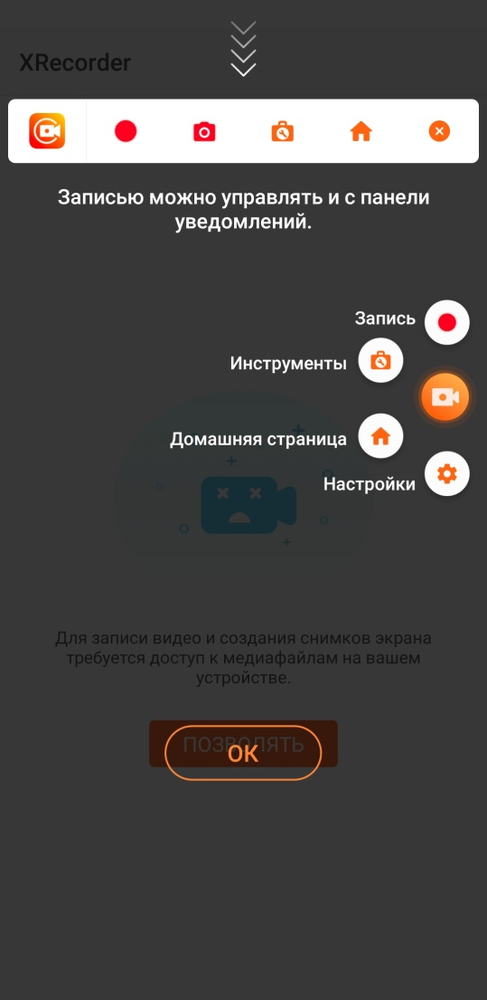 XRecorder
Записью можно управлять и с панели
уведомлений.
Запись
Инструменты
Домашняя страница
Настройки
Для записи видео и создания снимков экрана
требуется доступ к медиафайлам на вашем
устройстве.
ПОЗВОЛЯТЬ
ОК